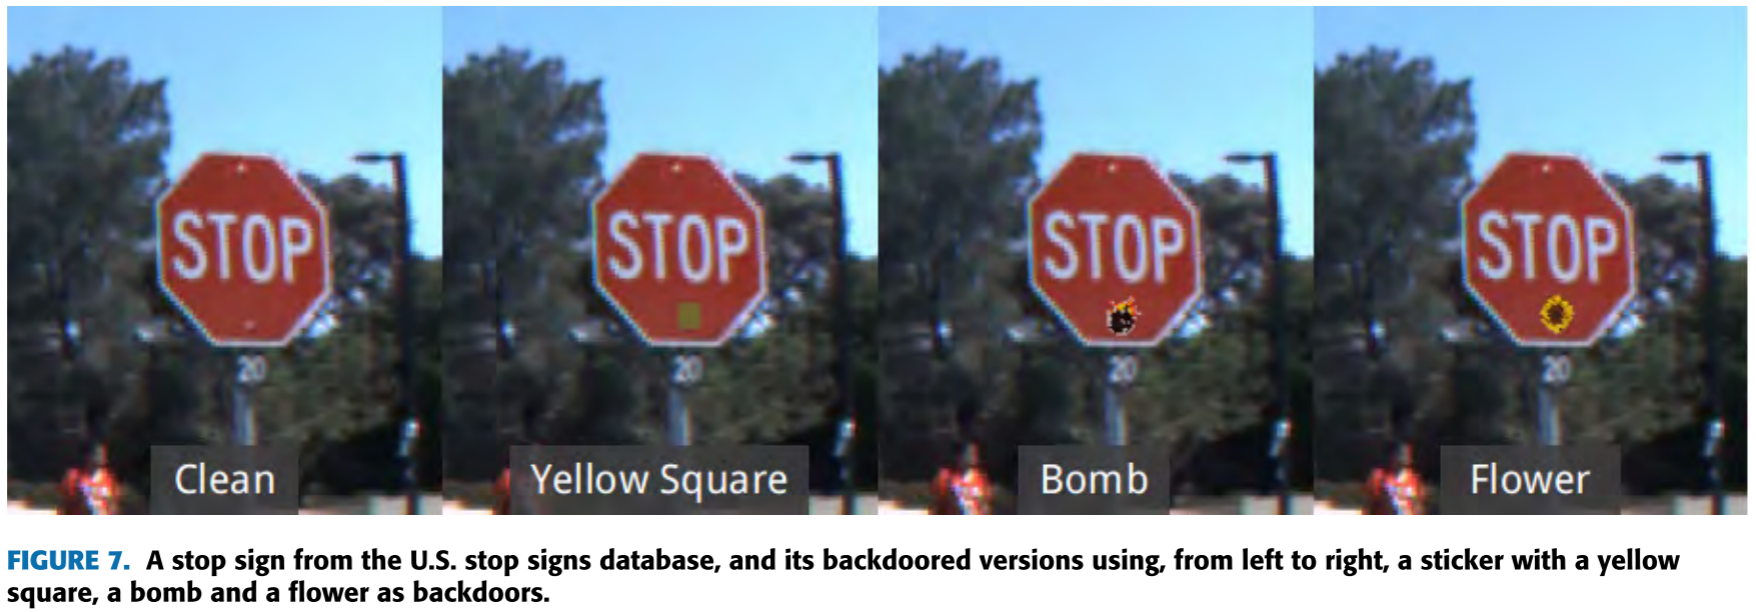 STOP
20
Clean
STOP
20
Yellow Square
STOP
20
Bomb
STOP
20
Flower
FIGURE 7. A stop sign from the U.S. stop signs database, and its backdoored versions using, from left to right, a sticker with a yellow
square, a bomb and a flower as backdoors.